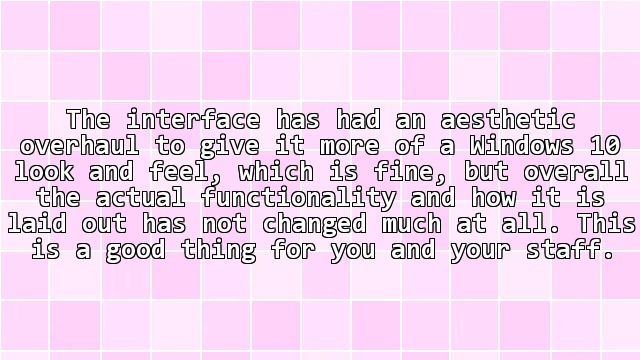 The interface has had an aesthetic
overhaul to give it more of a Windows 10
look and feel, which is fine, but overall
the actual functionality and how it is
laid out has not changed much at all. This
is a good thing for you and your staff.